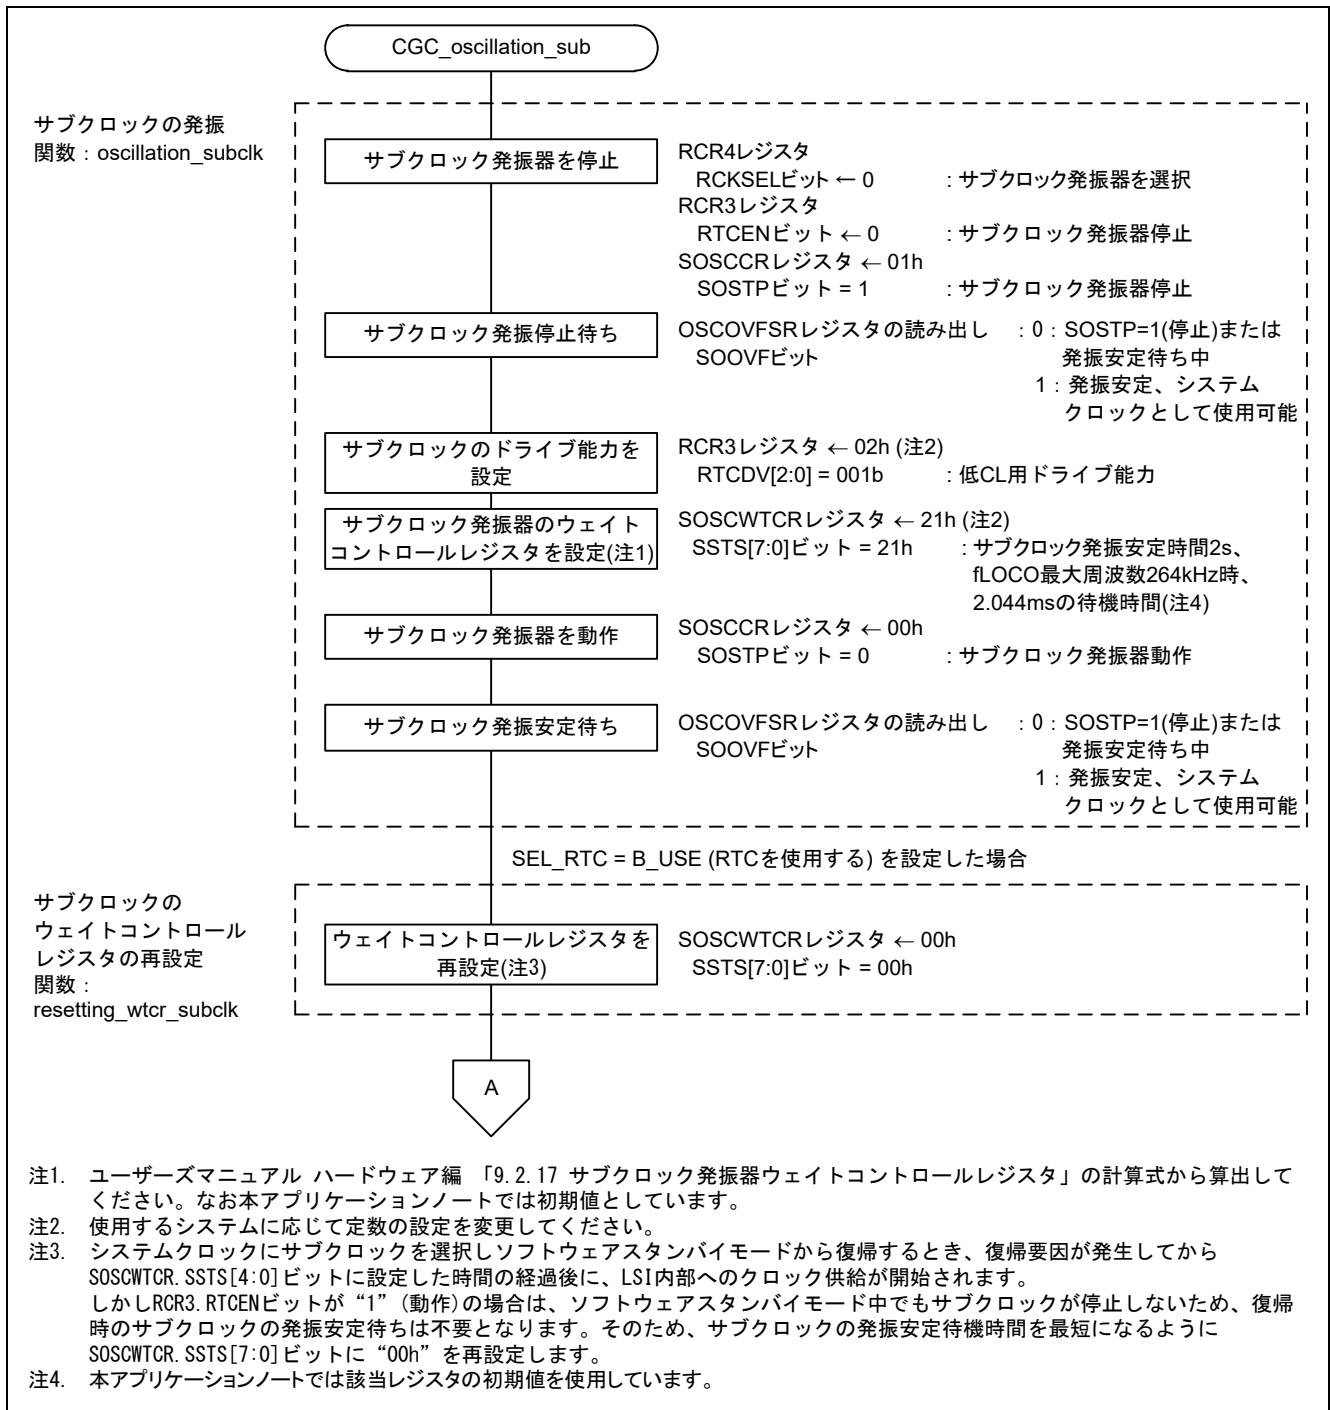 CGC_oscillation_sub
サブクロックの発振
関数：oscillation_subclk
サブクロック発振器を停止
RCR4レジスタ
RCKSELビット ← 0 : サブクロック発振器を選択
RCR3レジスタ
RTCENビット ← 0 : サブクロック発振器停止
SOSCCRレジスタ ← 01h
SOSTPビット = 1 : サブクロック発振器停止
サブクロック発振停止待ち
OSCOVFSRレジスタの読み出し : 0 : SOSTP=1(停止)または
SOOVFビット 発振安定待ち中
1 : 発振安定、システム
クロックとして使用可能
サブクロックのドライブ能力を
設定
RCR3レジスタ ← 02h (注2)
RTCDV[2:0] = 001b : 低CL用ドライブ能力
サブクロック発振器のウェイト
コントロールレジスタを設定(注1)
SOSCWTCRレジスタ ← 21h (注2)
SSTS[7:0]ビット = 21h : サブクロック発振安定時間2s、
fLOCO最大周波数264kHz時、
2.044msの待機時間(注4)
サブクロック発振器を動作
SOSCCRレジスタ ← 00h
SOSTPビット = 0 : サブクロック発振器動作
サブクロック発振安定待ち
OSCOVFSRレジスタの読み出し : 0 : SOSTP=1(停止)または
SOOVFビット 発振安定待ち中
1 : 発振安定、システム
クロックとして使用可能
SEL_RTC = B_USE (RTCを使用する) を設定した場合
サブクロックの
ウェイトコントロール
レジスタの再設定
関数：
resetting_wtcr_subclk
ウェイトコントロールレジスタを
再設定(注3)
SOSCWTCRレジスタ ← 00h
SSTS[7:0]ビット = 00h
A
注1. ユーザーズマニュアル ハードウェア編 「9.2.17 サブクロック発振器ウェイトコントロールレジスタ」の計算式から算出して
ください。なお本アプリケーションノートでは初期値としています。
注2. 使用するシステムに応じて定数の設定を変更してください。
注3. システムクロックにサブクロックを選択しソフトウェアスタンバイモードから復帰するとき、復帰要因が発生してから
SOSCWTCR.SSTS[4:0]ビットに設定した時間の経過後に、LSI内部へのクロック供給が開始されます。
しかしRCR3.RTCENビットが“1”(動作)の場合は、ソフトウェアスタンバイモード中でもサブクロックが停止しないため、復帰
時のサブクロックの発振安定待ちは不要となります。そのため、サブクロックの発振安定待機時間を最短になるように
SOSCWTCR.SSTS[7:0]ビットに“00h”を再設定します。
注4. 本アプリケーションノートでは該当レジスタの初期値を使用しています。